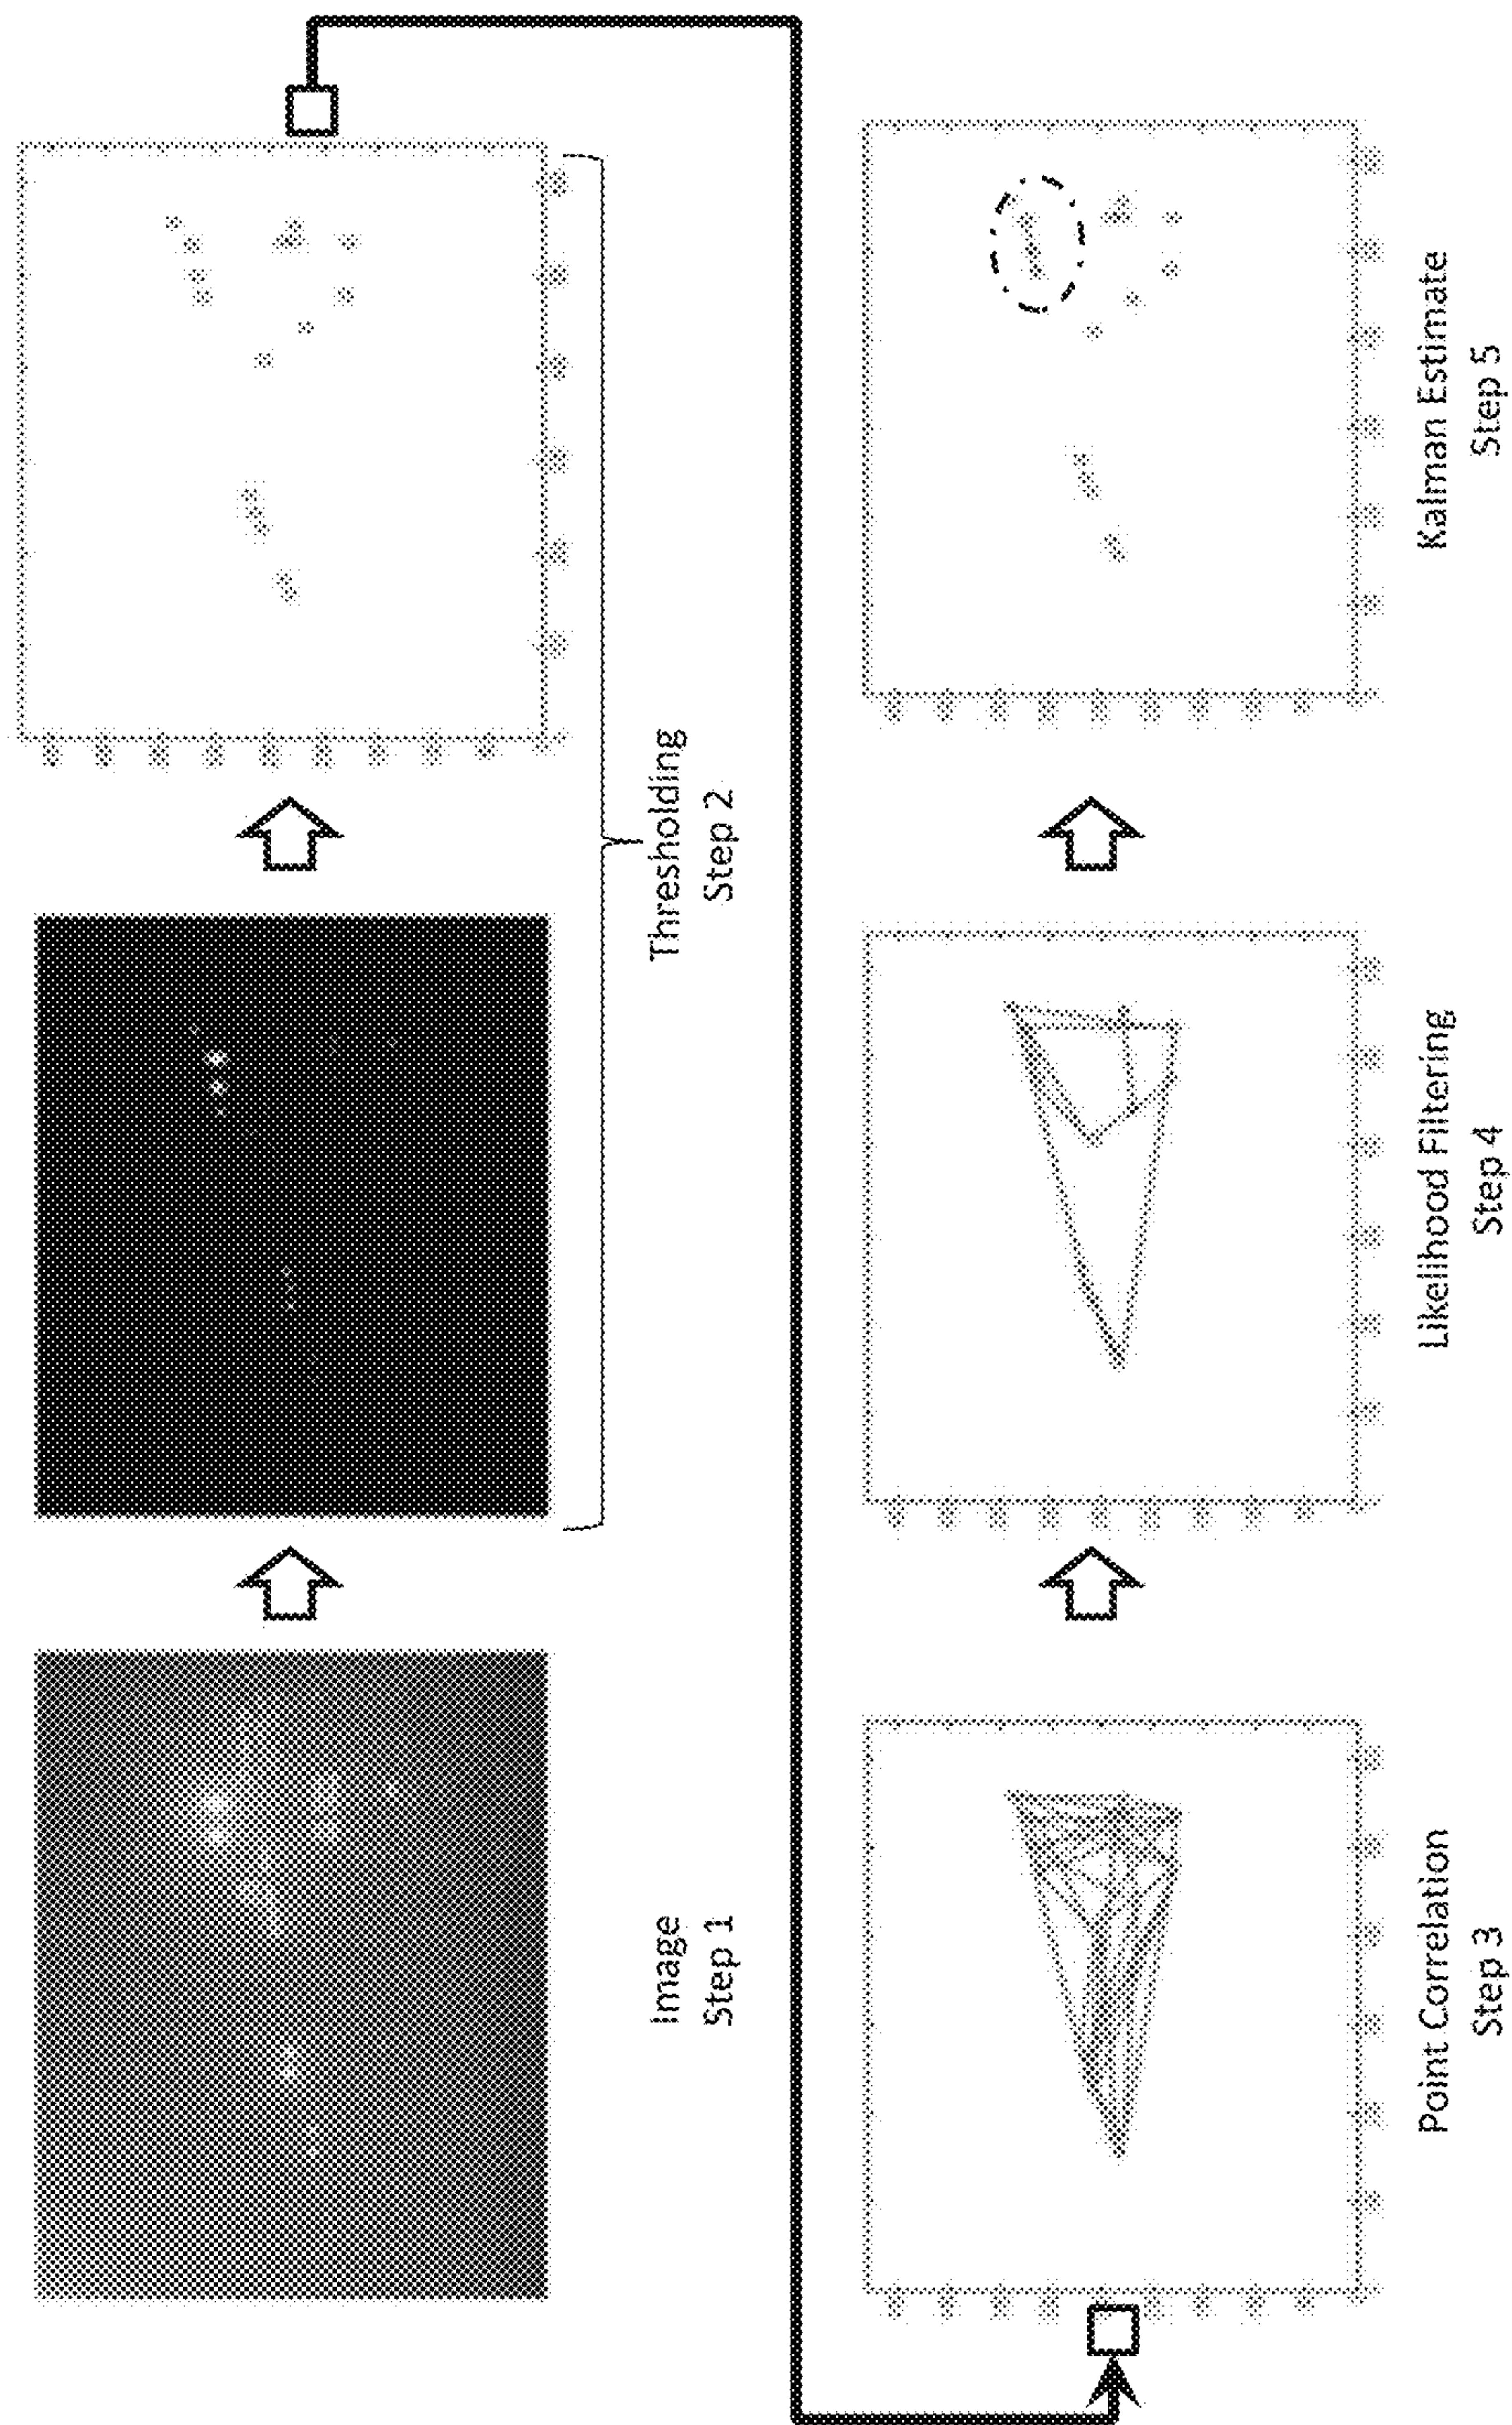 Image
Step 1
Thresholding
Step 2
Point Correlation
Step 3
Likelihood Filtering
Step 4
Kalman Estimate
Step 5